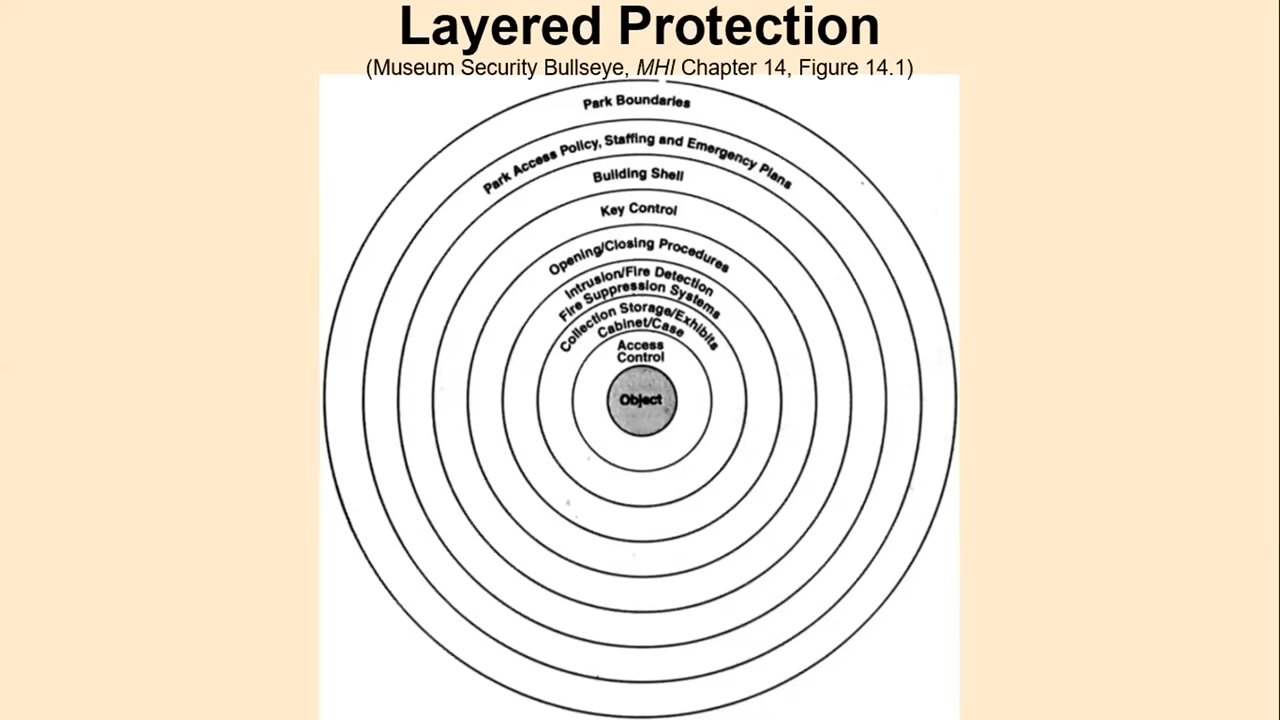 Layered Protection
(Museum Security Bullseye, MHI Chapter 14, Figure 14.1)
Park Boundaries
Park Access Policy, Staffing and Emergency Plans
Building Shell
Key Control
Opening/Closing Procedures
Intrusion/Fire Detection
Fire Suppression Systems
Collection Storage/Exhibits
Cabinet/Case
Access
Control
Object